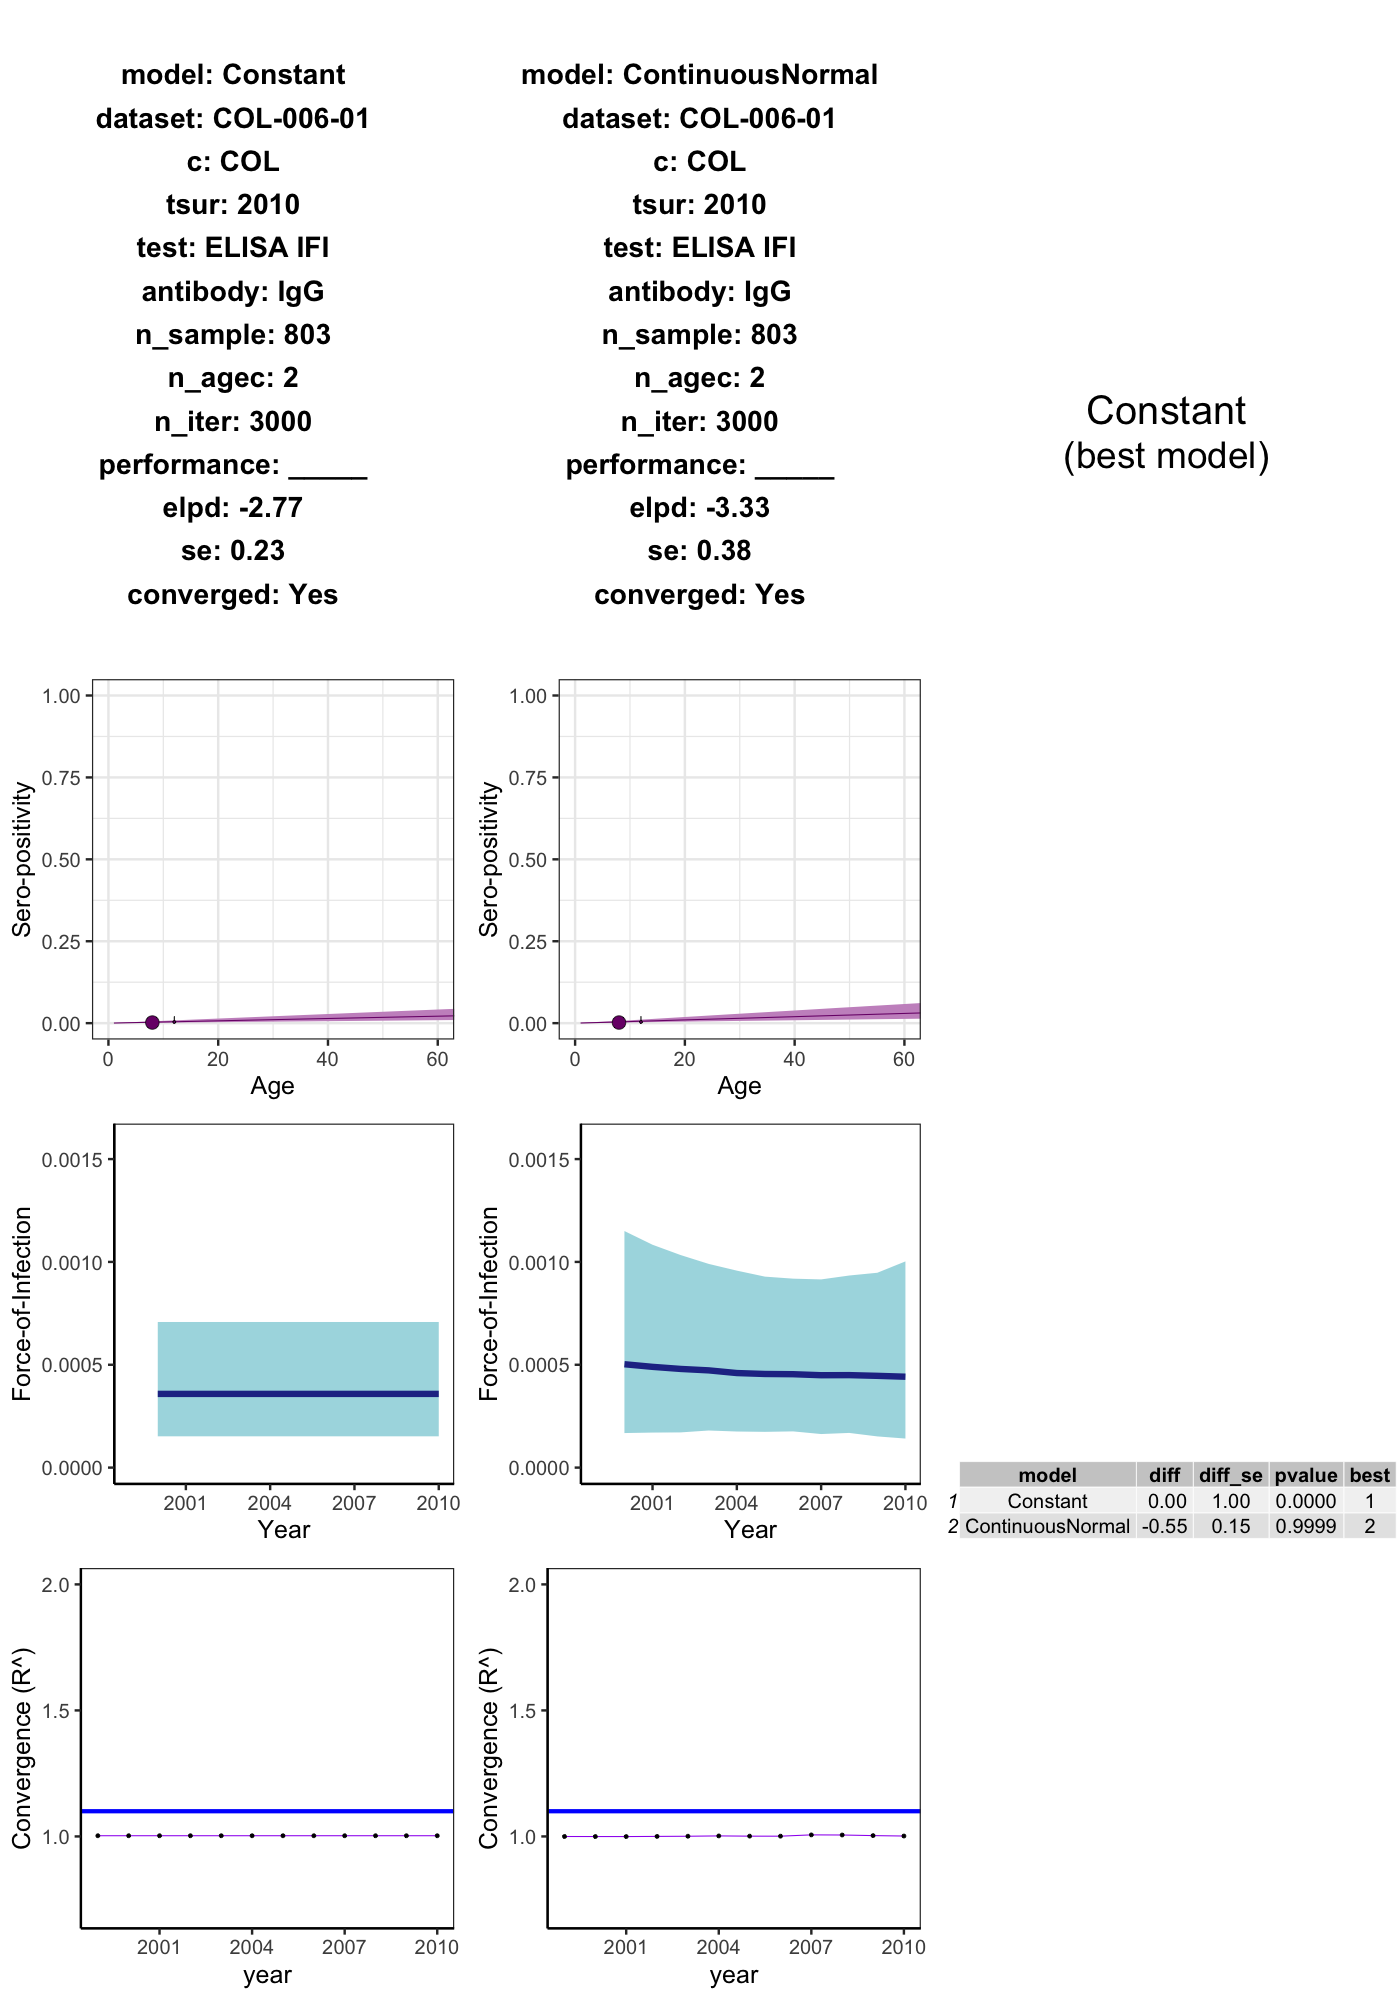 model: Constant
dataset: COL-006-01
c: COL
tsur: 2010
test: ELISA IFI
antibody: IgG
n_sample: 803
n_agec: 2
n_iter: 3000
performance: _____
elpd: -2.77
se: 0.23
converged: Yes
model: ContinuousNormal
dataset: COL-006-01
c: COL
tsur: 2010
test: ELISA IFI
antibody: IgG
n_sample: 803
n_agec: 2
n_iter: 3000
performance: _____
elpd: -3.33
se: 0.38
converged: Yes
Constant
(best model)
Sero-positivity
1.00
0.75
0.50
0.25
0.00
0 20 40 60
Age
Sero-positivity
1.00
0.75
0.50
0.25
0.00
0 20 40 60
Age
Force-of-Infection
0.0015
0.0010
0.0005
0.0000
2001 2004 2007 2010
Year
Force-of-Infection
0.0015
0.0010
0.0005
0.0000
2001 2004 2007 2010
Year
model diff diff_se pvalue best
1 Constant 0.00 1.00 0.0000 1
2 ContinuousNormal -0.55 0.15 0.9999 2
Convergence (R^)
2.0
1.5
1.0
2001 2004 2007 2010
year
Convergence (R^)
2.0
1.5
1.0
2001 2004 2007 2010
year